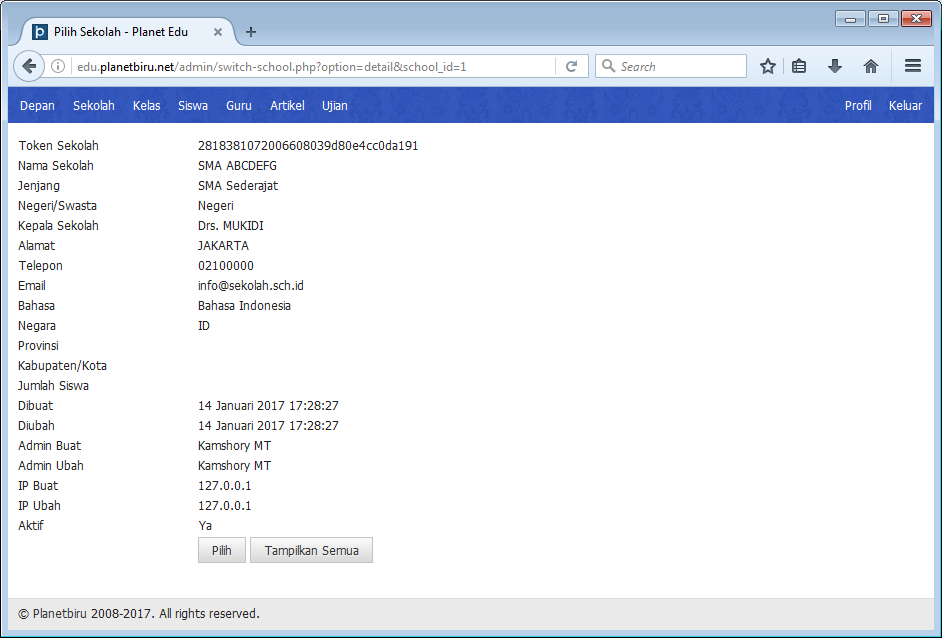 Pilih Sekolah - Planet Edu
edu.planetbiru.net/admin/switch-school.php?option=detail&school_id=1
Search
Depan Sekolah Kelas Siswa Guru Artikel Ujian Profil Keluar
Token Sekolah 2818381072006608039d80e4cc0da191
Nama Sekolah SMA ABCDEFG
Jenjang SMA Sederajat
Negeri/Swasta Negeri
Kepala Sekolah Drs. MUKIDI
Alamat JAKARTA
Telepon 02100000
Email info@sekolah.sch.id
Bahasa Bahasa Indonesia
Negara ID
Provinsi
Kabupaten/Kota
Jumlah Siswa
Dibuat 14 Januari 2017 17:28:27
Diubah 14 Januari 2017 17:28:27
Admin Buat Kamshory MT
Admin Ubah Kamshory MT
IP Buat 127.0.0.1
IP Ubah 127.0.0.1
Aktif Ya
Pilih Tampilkan Semua
© Planetbiru 2008-2017. All rights reserved.